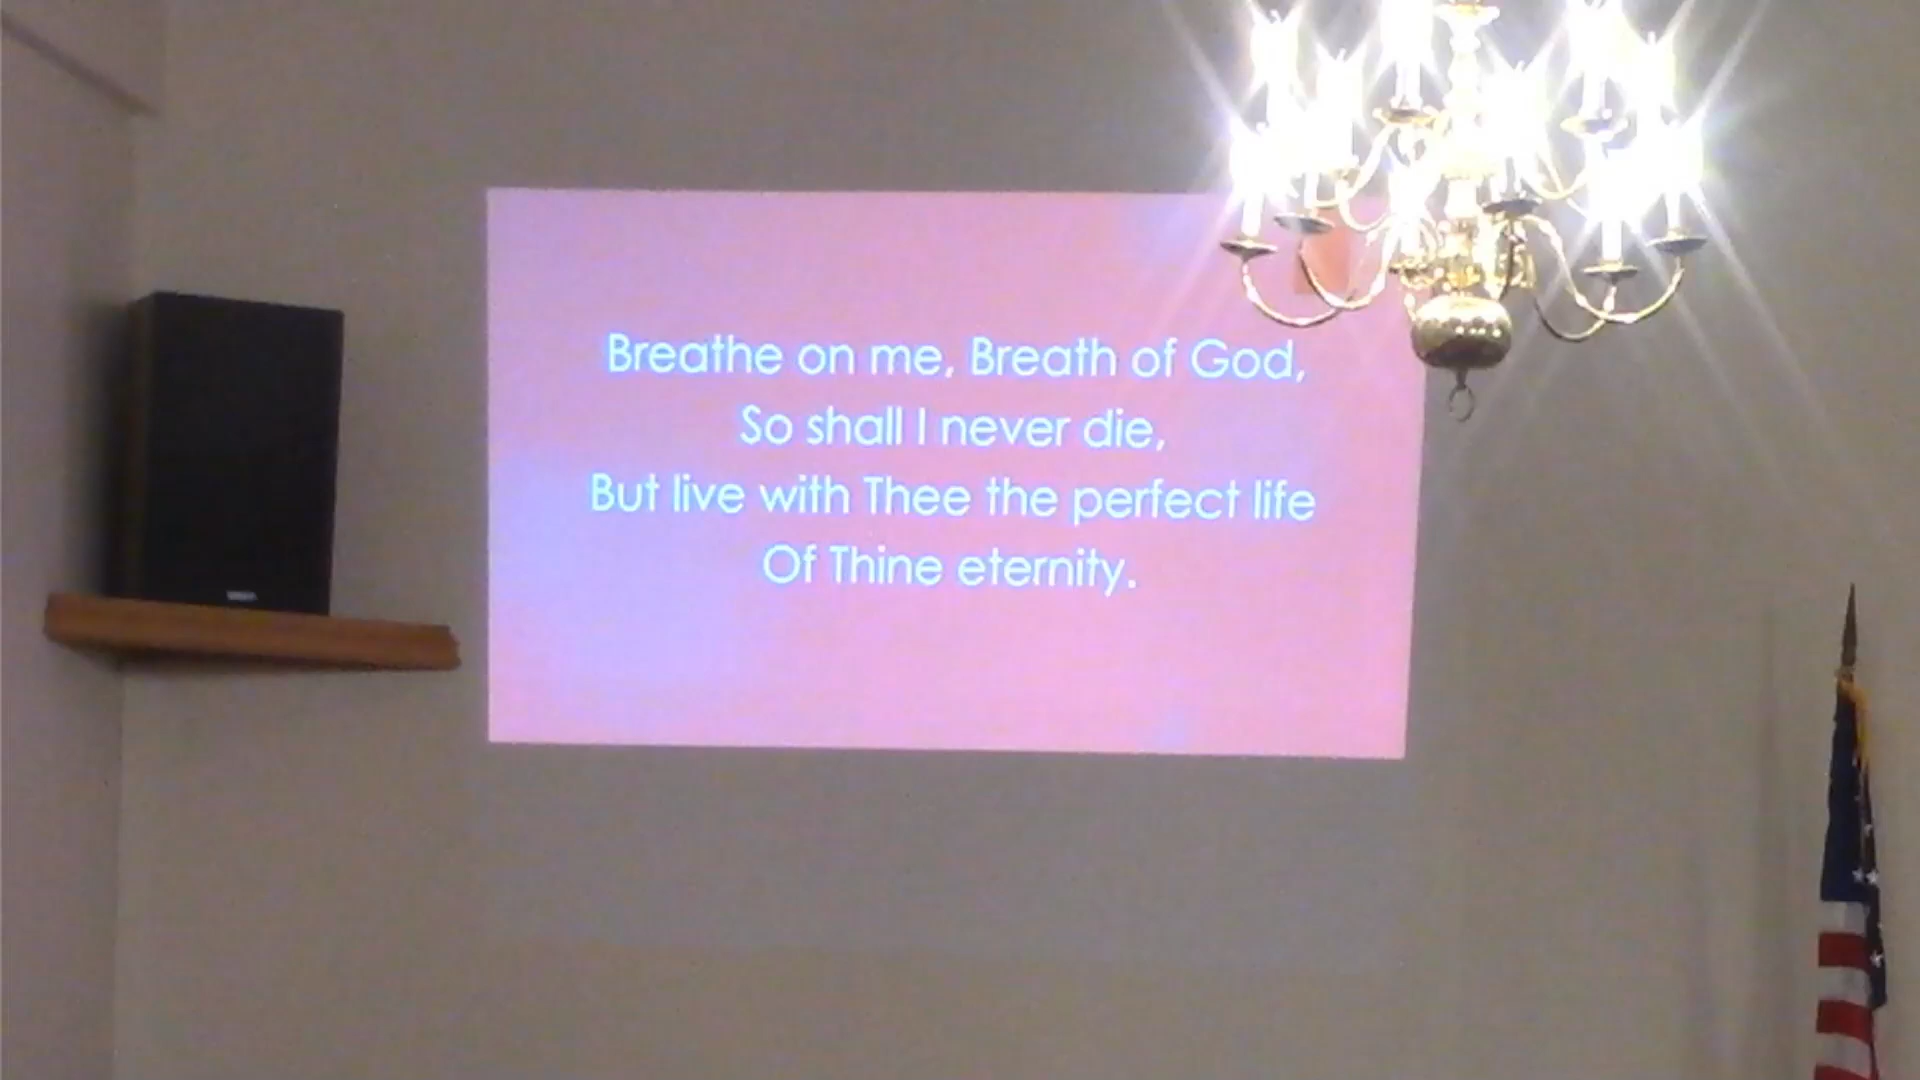 Breathe on me, Breath of God,
So shall I never die,
But live with Thee the perfect life
Of Thine eternity.